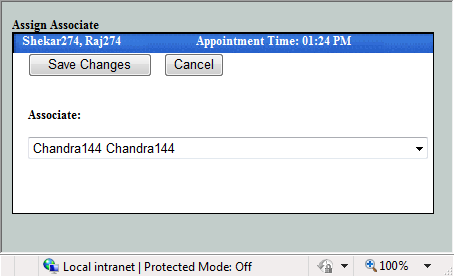 Assign Associate
Shekar274, Raj274 Appointment Time: 01:24 PM
Save Changes Cancel
Associate:
Chandra144 Chandra144
Local intranet | Protected Mode: Off 100%